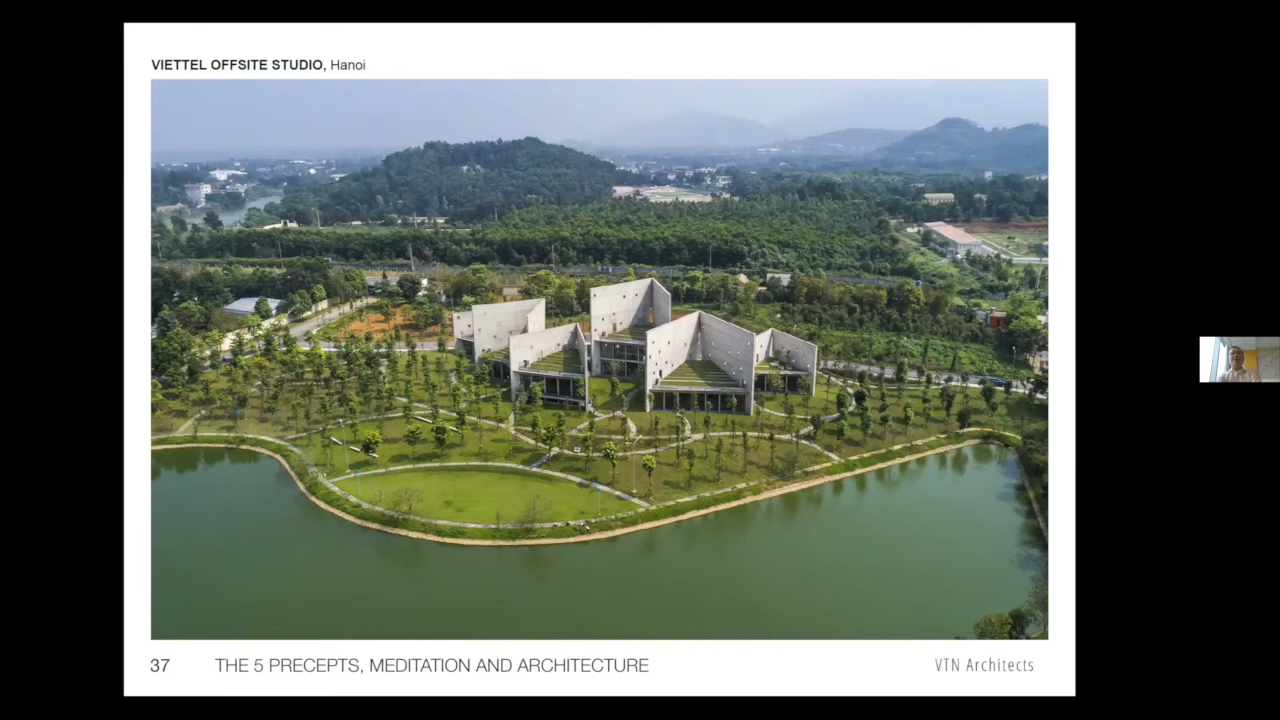 VIETTEL OFFSITE STUDIO, Hanoi
37 THE 5 PRECEPTS, MEDITATION AND ARCHITECTURE VTN Architects